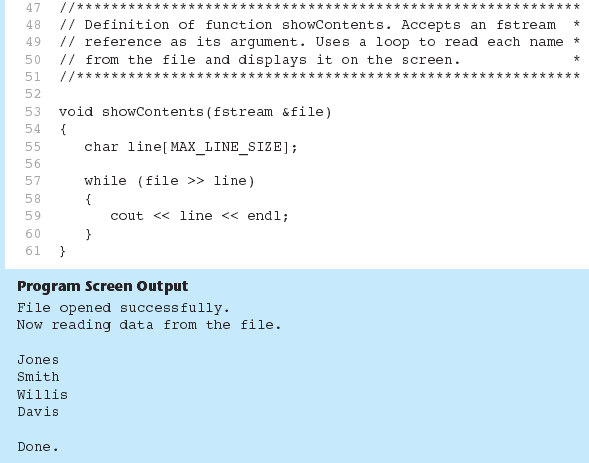 47 //************************************************************
48 // Definition of function showContents. Accepts an fstream *
49 // reference as its argument. Uses a loop to read each name *
50 // from the file and displays it on the screen. *
51 //************************************************************
52
53 void showContents(fstream &file)
54 {
55 char line[MAX_LINE_SIZE];
56
57 while (file >> line)
58 {
59 cout << line << endl;
60 }
61 }
Program Screen Output
File opened successfully.
Now reading data from the file.
Jones
Smith
Willis
Davis
Done.